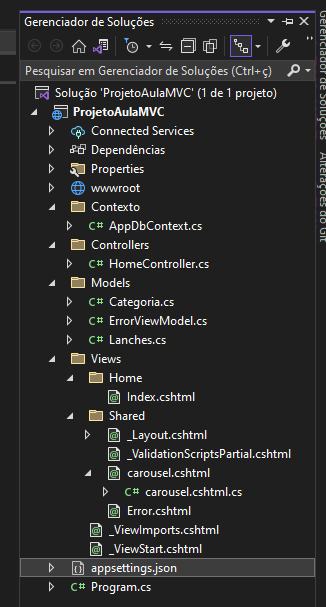 Gerenciador de Soluções
Pesquisar em Gerenciador de Soluções (Ctrl+ç)
Solução 'ProjetoAulaMVC' (1 de 1 projeto)
ProjetoAulaMVC
Connected Services
Dependências
Properties
wwwroot
Contexto
C# AppDbContext.cs
Controllers
C# HomeController.cs
Models
C# Categoria.cs
C# ErrorViewModel.cs
C# Lanches.cs
Views
Home
Index.cshtml
Shared
_Layout.cshtml
_ValidationScriptsPartial.cshtml
carousel.cshtml
C# carousel.cshtml.cs
Error.cshtml
_ViewImports.cshtml
_ViewStart.cshtml
appsettings.json
C# Program.cs
Gerenciador de Soluções
Alterações do Git